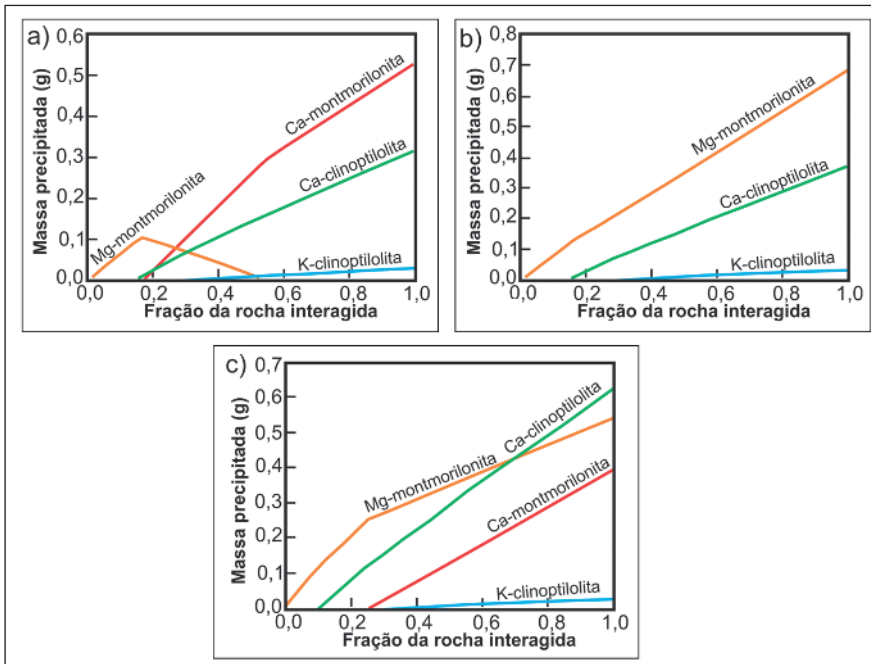 a)
Massa precipitada (g)
0,6
0,5
0,3
0,1
0,0
Mg-montmorilonita
Ca-montmorilonita
Ca-clinoptilolita
K-clinoptilolita
0,0 0,2 0,4 0,6 0,8 1,0
Fração da rocha interagida
b)
Massa precipitada (g)
0,8
0,7
0,6
0,5
0,4
0,3
0,2
0,1
0,0
Mg-montmorilonita
Ca-clinoptilolita
K-clinoptilolita
0,0 0,2 0,4 0,6 0,8 1,0
Fração da rocha interagida
c)
Massa precipitada (g)
0,7
0,6
0,5
0,4
0,3
0,2
0,1
0,0
Mg-montmorilonita
Ca-clinoptilolita
Ca-montmorilonita
K-clinoptilolita
0,0 0,2 0,4 0,6 0,8 1,0
Fração da rocha interagida